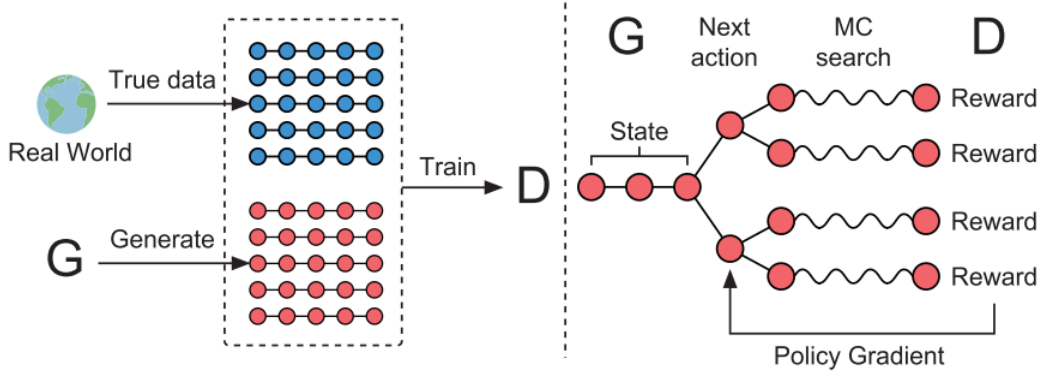 True data
Real World
G
Generate
Train
D
G
Next
action
MC
search
D
State
Reward
Reward
Reward
Reward
Policy Gradient